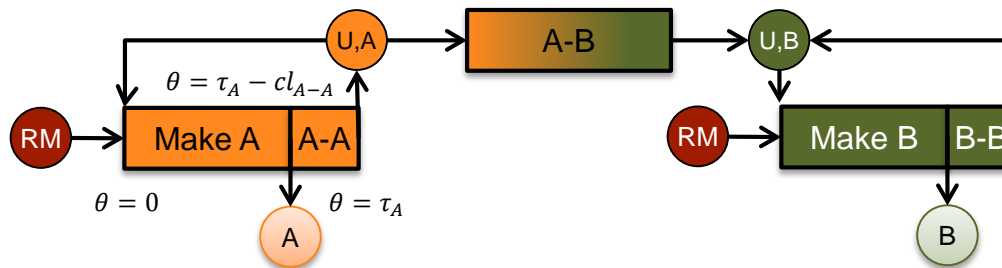 U,A
A-B
U,B
θ = τ_A − cl_{A−A}
RM
Make A
A-A
RM
Make B
B-B
θ = 0
θ = τ_A
A
B